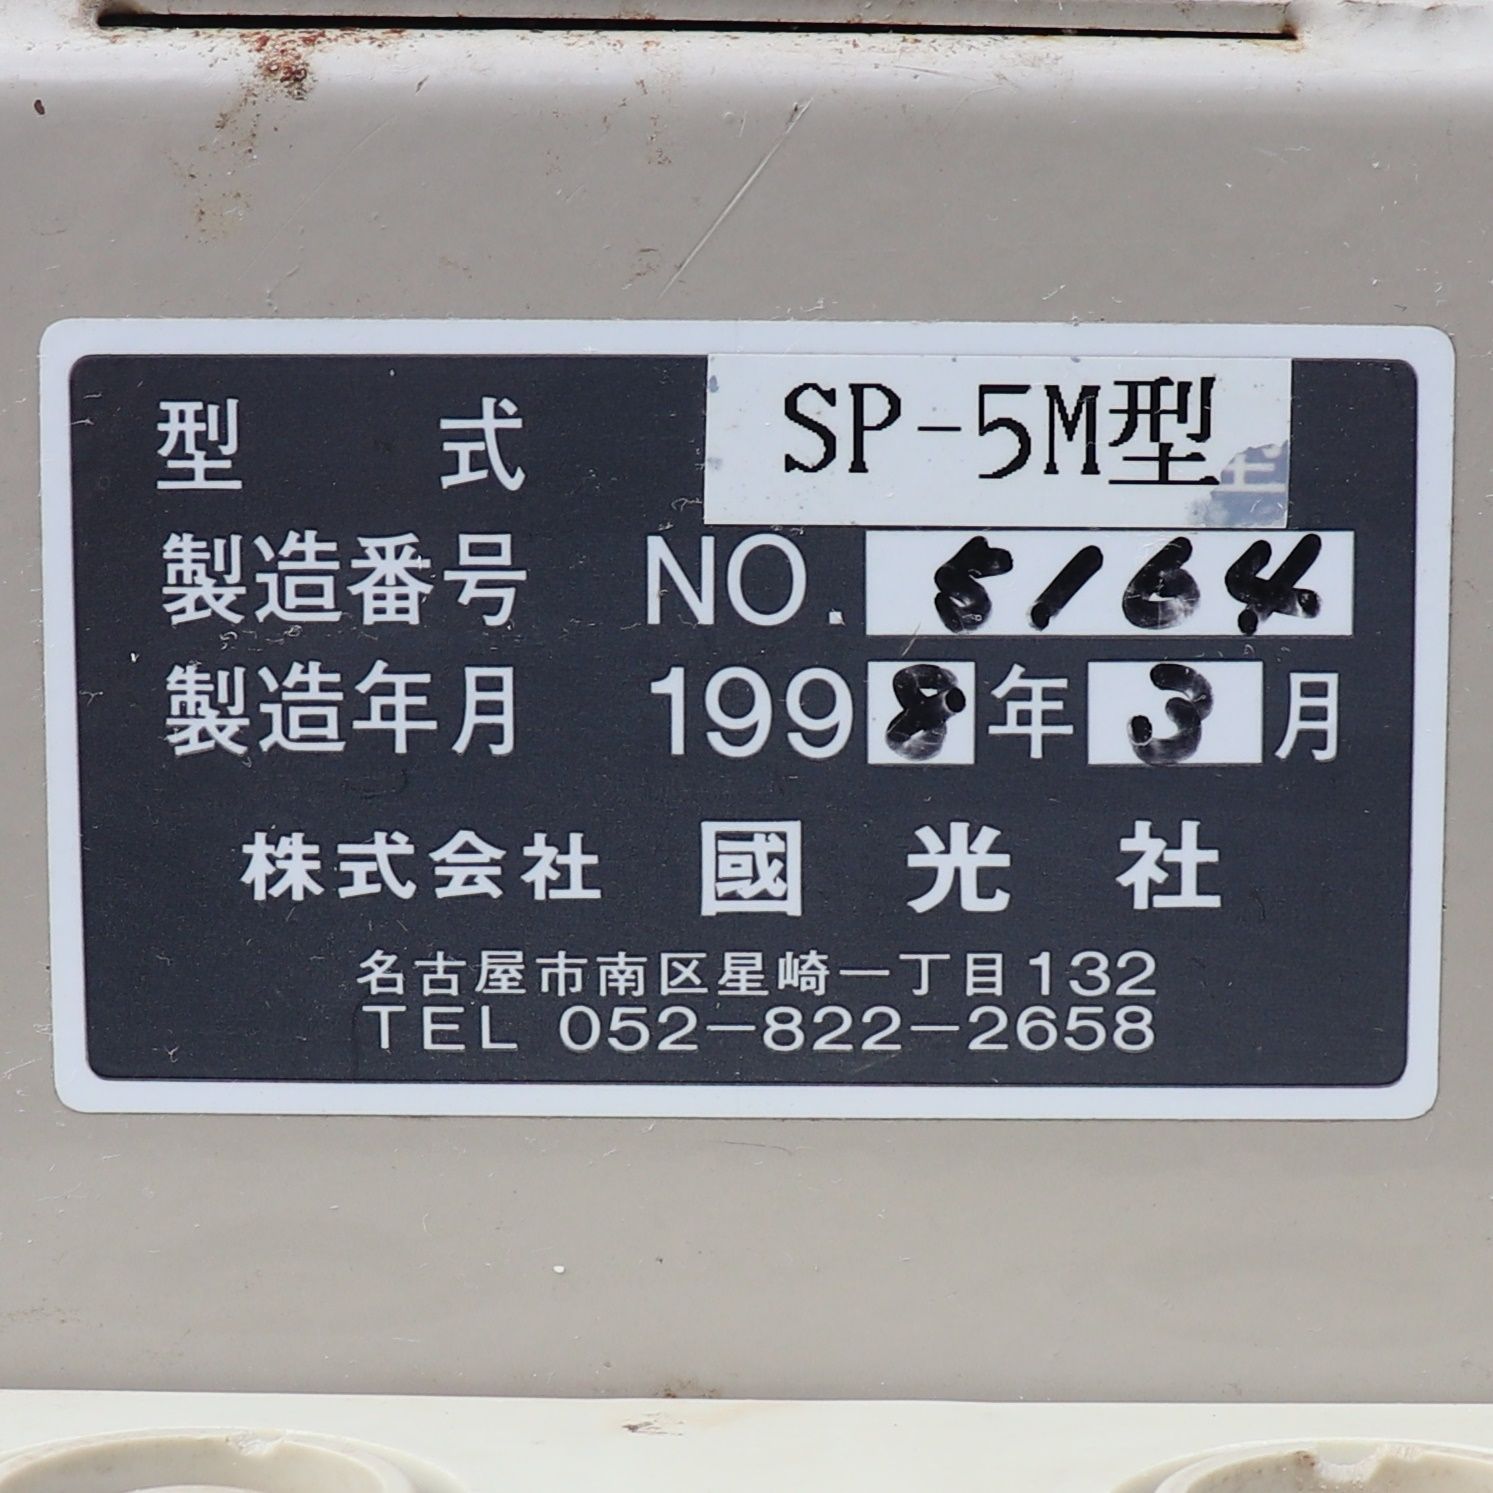 型式 SP-5M型
製造番号 NO. 5164
製造年月 1998年3月
株式会社 國光社
名古屋市南区星崎一丁目132
TEL 052-822-2658